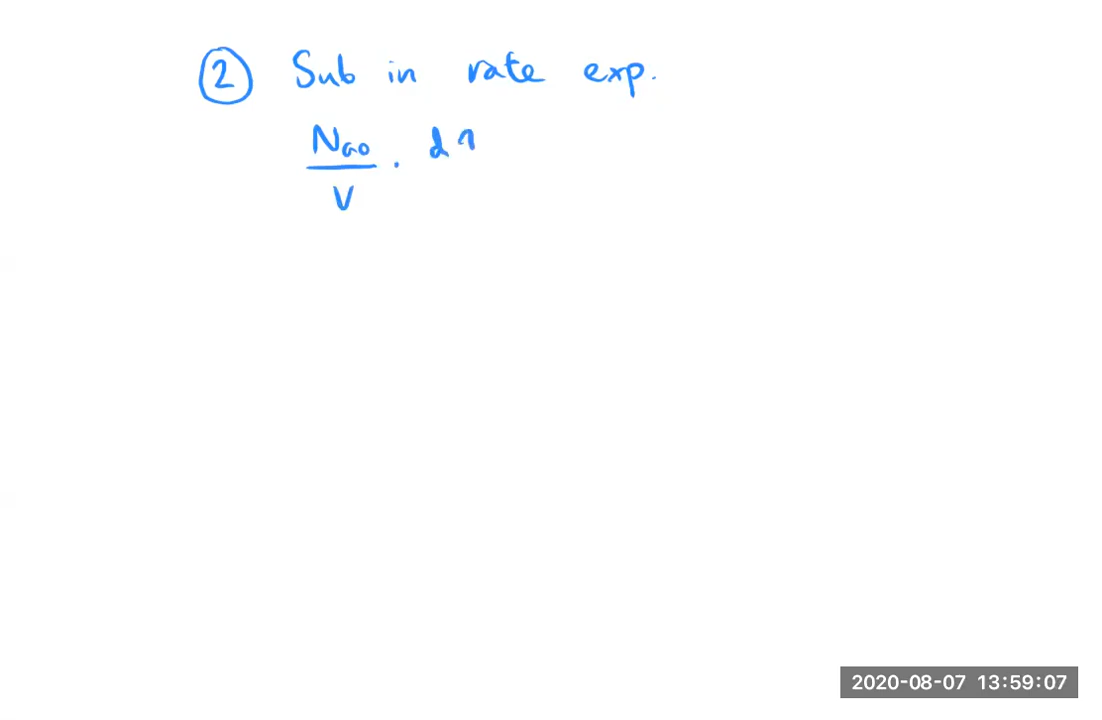 ② Sub in rate exp.
Nao
V
. d
2020-08-07 13:59:07